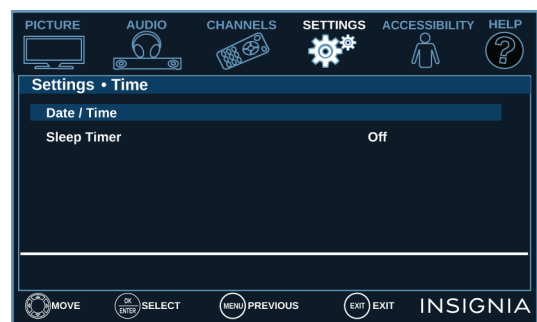 PICTURE AUDIO CHANNELS SETTINGS ACCESSIBILITY HELP
Settings • Time
Date / Time
Sleep Timer Off
MOVE OK ENTER SELECT MENU PREVIOUS EXIT EXIT INSIGNIA